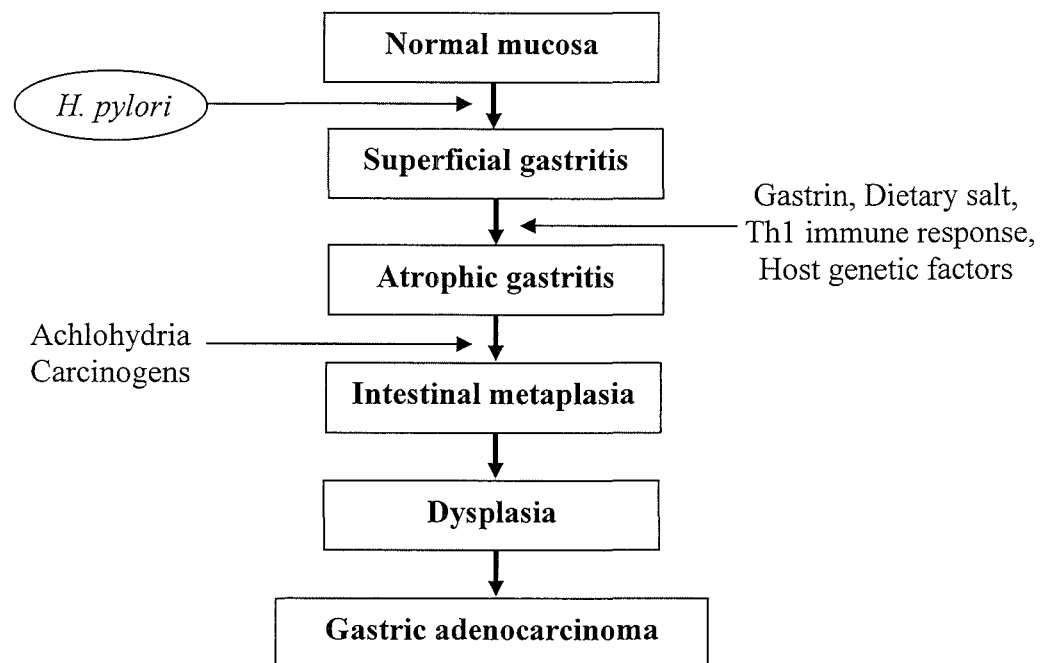 Normal mucosa
H. pylori
Superficial gastritis
Gastrin, Dietary salt,
Th1 immune response,
Host genetic factors
Atrophic gastritis
Achlohydria
Carcinogens
Intestinal metaplasia
Dysplasia
Gastric adenocarcinoma